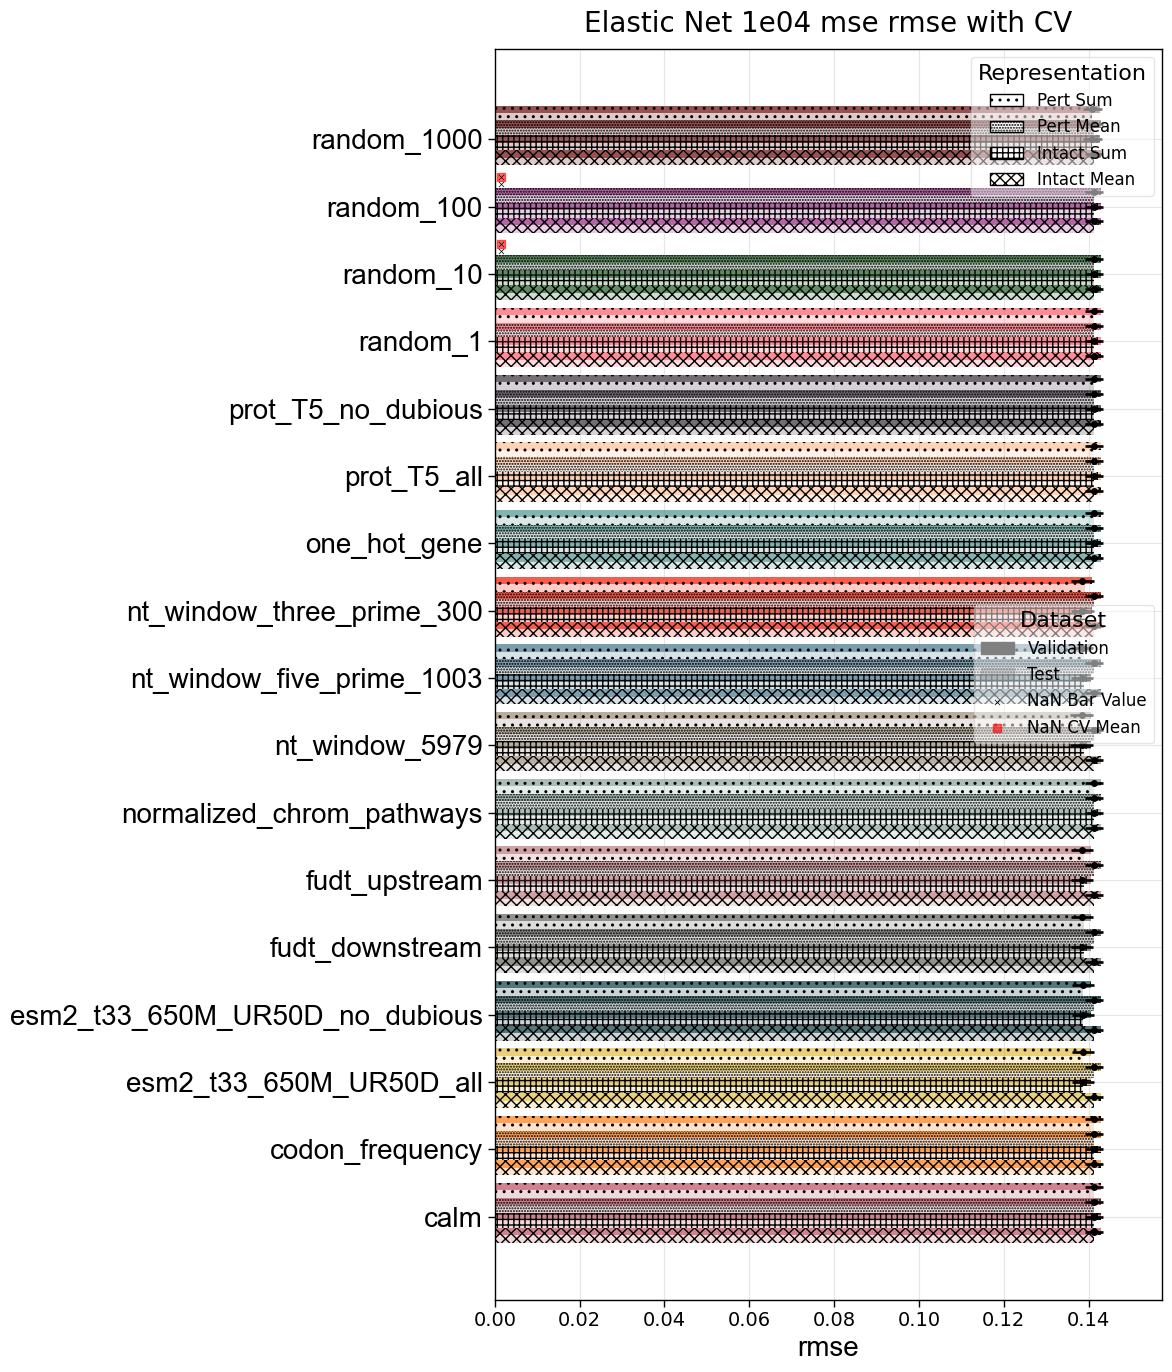 Elastic Net 1e04 mse rmse with CV
Representation
Pert Sum
Pert Mean
Intact Sum
Intact Mean
random_1000
random_100
random_10
random_1
prot_T5_no_dubious
prot_T5_all
one_hot_gene
nt_window_three_prime_300
nt_window_five_prime_1003
nt_window_5979
normalized_chrom_pathways
fudt_upstream
fudt_downstream
esm2_t33_650M_UR50D_no_dubious
esm2_t33_650M_UR50D_all
codon_frequency
calm
Dataset
Validation
Test
NaN Bar Value
NaN CV Mean
0.00 0.02 0.04 0.06 0.08 0.10 0.12 0.14
rmse